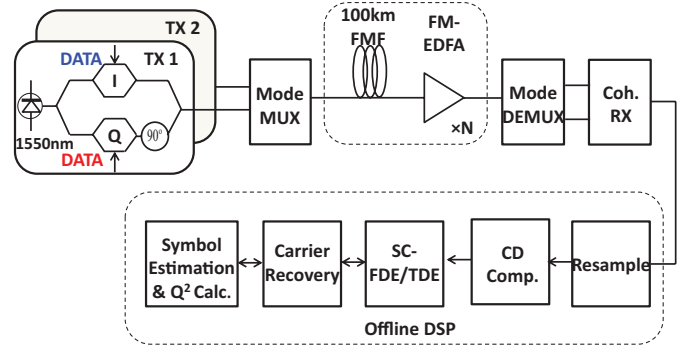 TX 2
TX 1
DATA
I
Q
90°
1550nm
DATA
Mode
MUX
100km
FMF
FM-
EDFA
×N
Mode
DEMUX
Coh.
RX
Symbol
Estimation
& Q² Calc.
Carrier
Recovery
SC-
FDE/TDE
CD
Comp.
Resample
Offline DSP